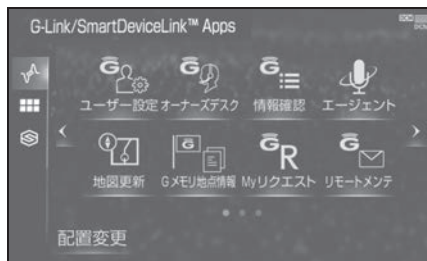 G-Link/SmartDeviceLink™ Apps
DCM
ユーザー設定 オーナーズデスク 情報確認 エージェント
地図更新 Gメモリ地点情報 Myリクエスト リモートメンテ
配置変更